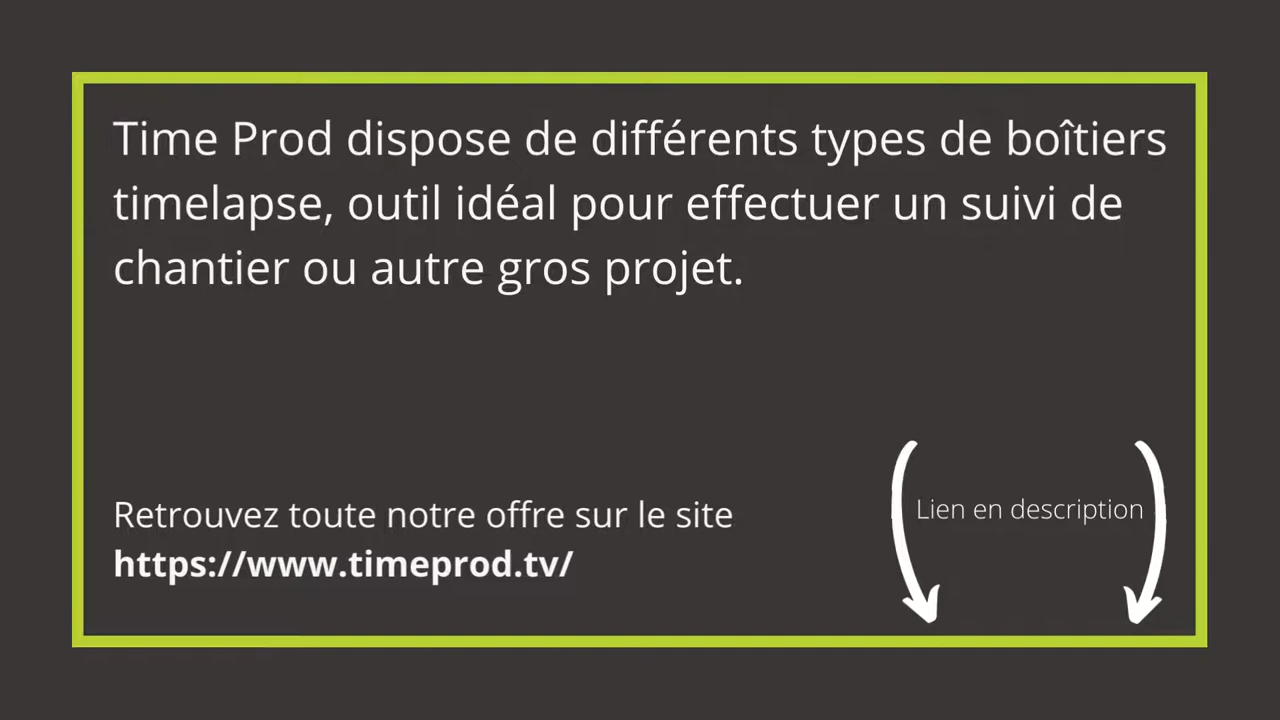 Time Prod dispose de différents types de boîtiers
timelapse, outil idéal pour effectuer un suivi de
chantier ou autre gros projet.
Retrouvez toute notre offre sur le site
https://www.timeprod.tv/
Lien en description